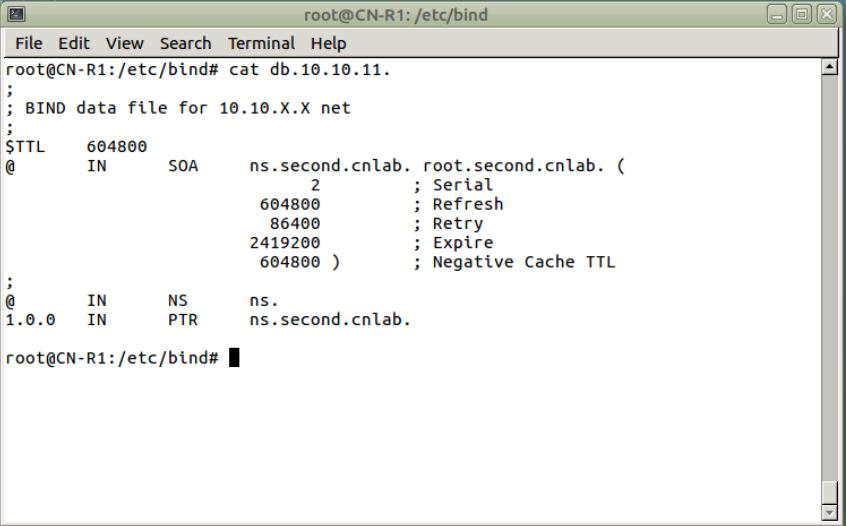 root@CN-R1: /etc/bind
File Edit View Search Terminal Help
root@CN-R1:/etc/bind# cat db.10.10.11.
;
; BIND data file for 10.10.X.X net
;
$TTL 604800
@ IN SOA ns.second.cnlab. root.second.cnlab. (
2 ; Serial
604800 ; Refresh
86400 ; Retry
2419200 ; Expire
604800 ) ; Negative Cache TTL
;
@ IN NS ns.
1.0.0 IN PTR ns.second.cnlab.
root@CN-R1:/etc/bind#